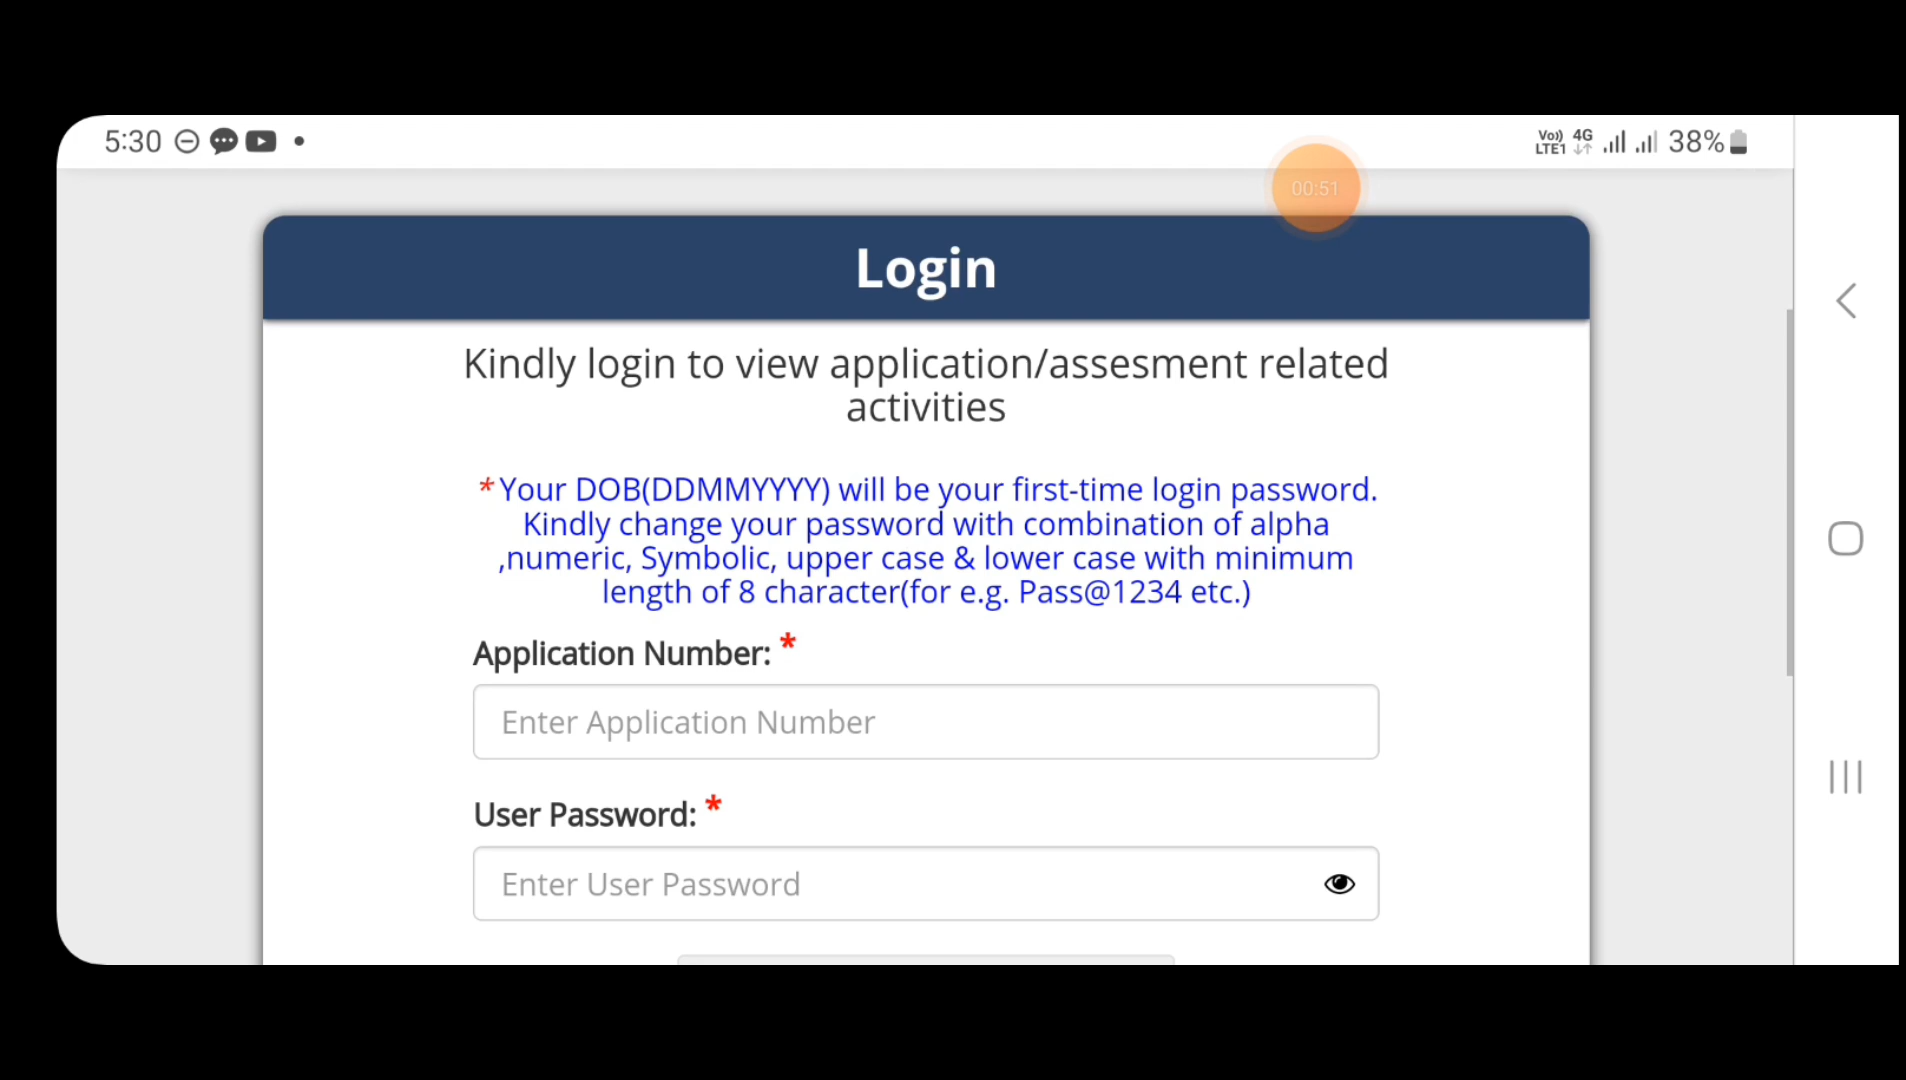 5:30
Vo)) 4G
LTE1
38%
00:51
Login
Kindly login to view application/assesment related
activities
*Your DOB(DDMMYYYY) will be your first-time login password.
Kindly change your password with combination of alpha
,numeric, Symbolic, upper case & lower case with minimum
length of 8 character(for e.g. Pass@1234 etc.)
Application Number: *
Enter Application Number
User Password: *
Enter User Password